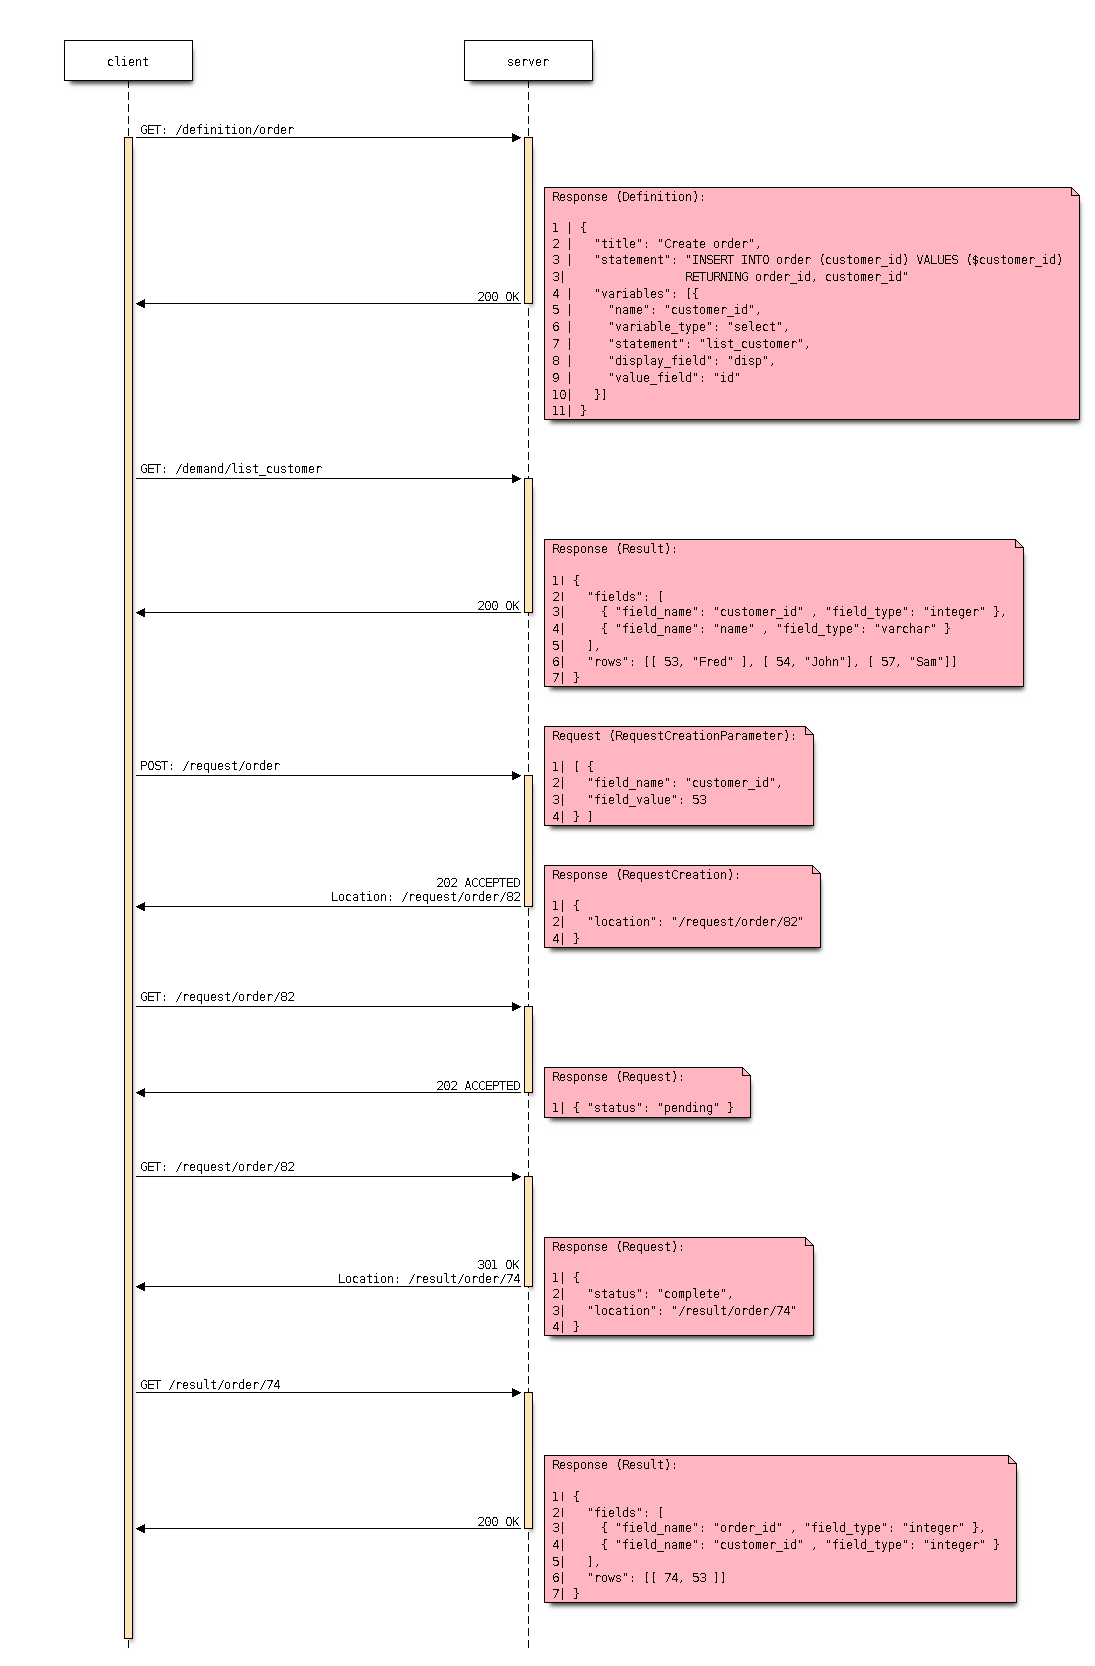 client
server
GET: /definition/order
Response (Definition):
1 | {
2 |   "title": "Create order",
3 |   "statement": "INSERT INTO order (customer_id) VALUES ($customer_id)
3|                 RETURNING order_id, customer_id"
200 OK
4 |   "variables": [{
5 |     "name": "customer_id",
6 |     "variable_type": "select",
7 |     "statement": "list_customer",
8 |     "display_field": "disp",
9 |     "value_field": "id"
10|   }]
11| }
GET: /demand/list_customer
Response (Result):
1| {
2|   "fields": [
200 OK
3|     { "field_name": "customer_id" , "field_type": "integer" },
4|     { "field_name": "name" , "field_type": "varchar" }
5|   ],
6|   "rows": [[ 53, "Fred" ], [ 54, "John"], [ 57, "Sam"]]
7| }
Request (RequestCreationParameter):
POST: /request/order
1| [ {
2|   "field_name": "customer_id",
3|   "field_value": 53
4| } ]
Response (RequestCreation):
202 ACCEPTED
Location: /request/order/82
1| {
2|   "location": "/request/order/82"
4| }
GET: /request/order/82
Response (Request):
202 ACCEPTED
1| { "status": "pending" }
GET: /request/order/82
Response (Request):
301 OK
Location: /result/order/74
1| {
2|   "status": "complete",
3|   "location": "/result/order/74"
4| }
GET /result/order/74
Response (Result):
1| {
2|   "fields": [
200 OK
3|     { "field_name": "order_id" , "field_type": "integer" },
4|     { "field_name": "customer_id" , "field_type": "integer" }
5|   ],
6|   "rows": [[ 74, 53 ]]
7| }